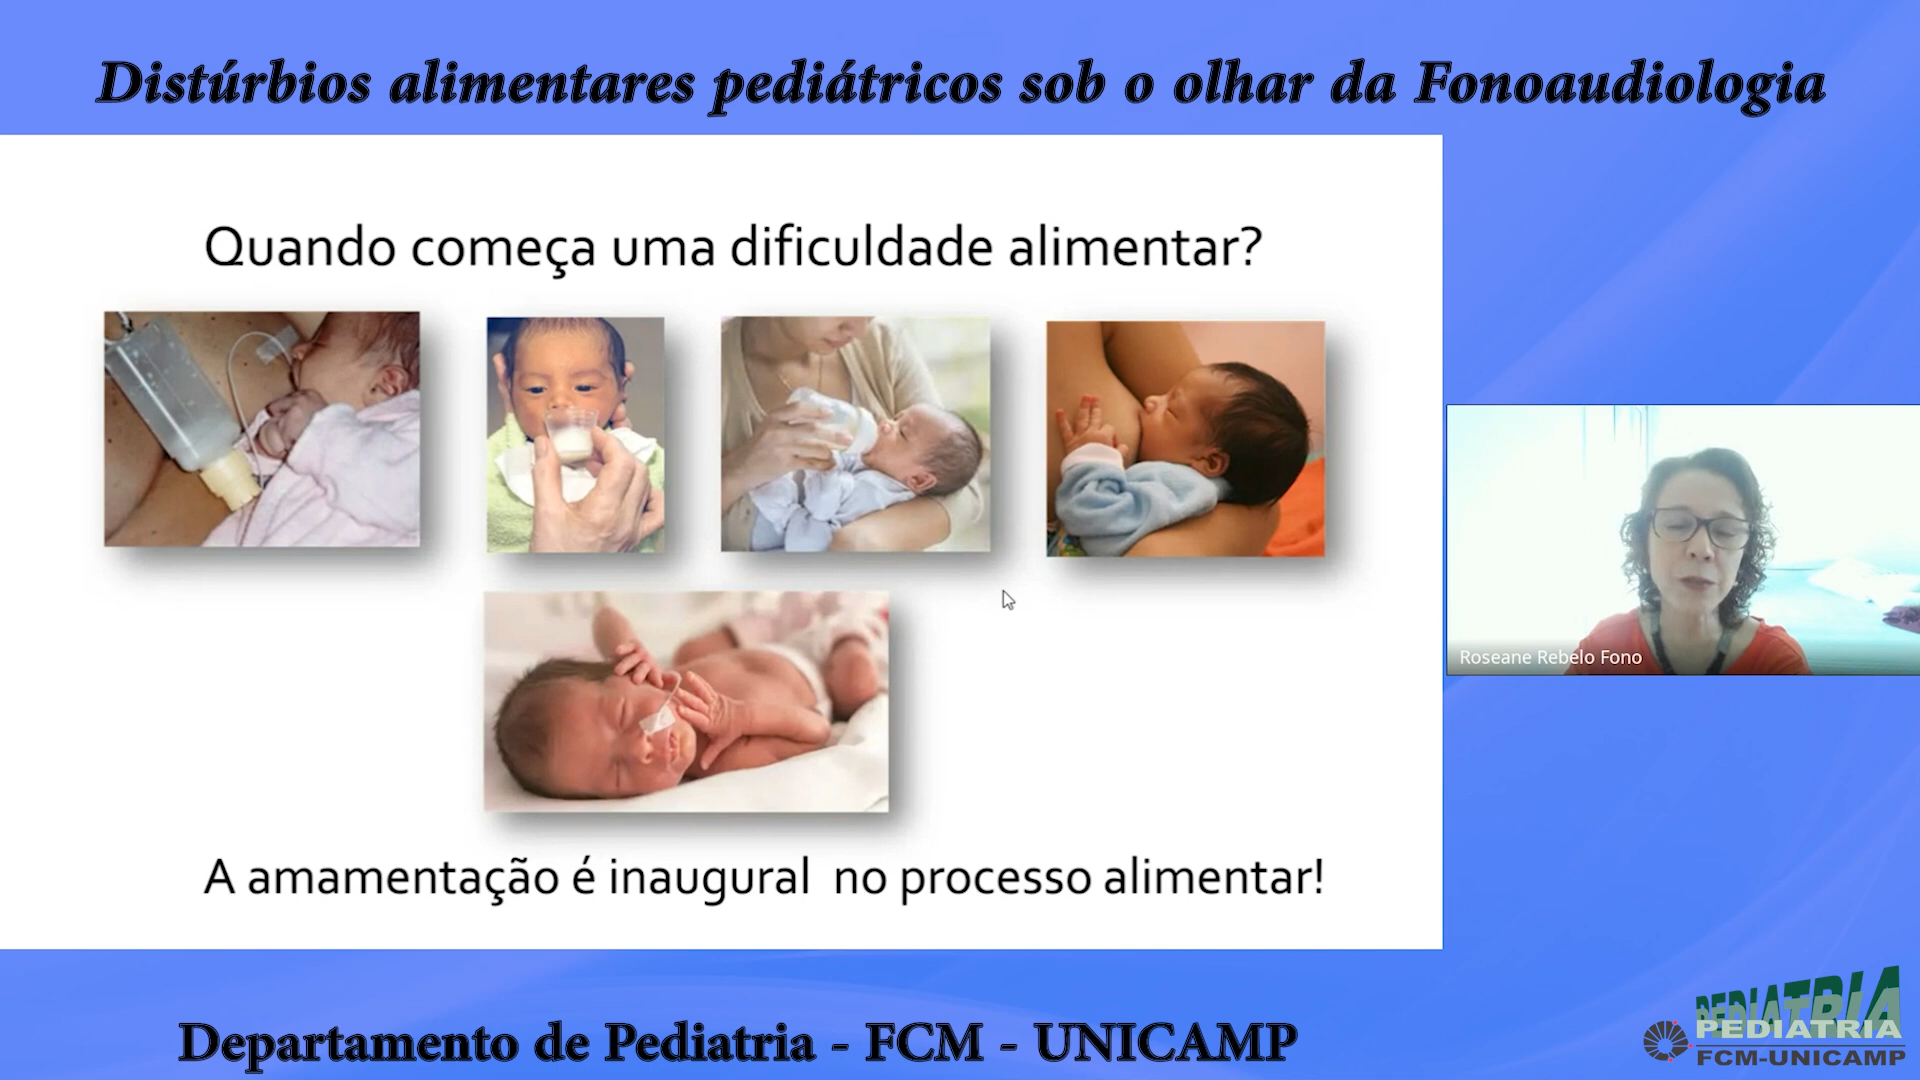 Distúrbios alimentares pediátricos sob o olhar da Fonoaudiologia
Quando começa uma dificuldade alimentar?
A amamentação é inaugural no processo alimentar!
Roseane Rebelo Fono
Departamento de Pediatria - FCM - UNICAMP
PEDIATRIA
PEDIATRIA
FCM-UNICAMP